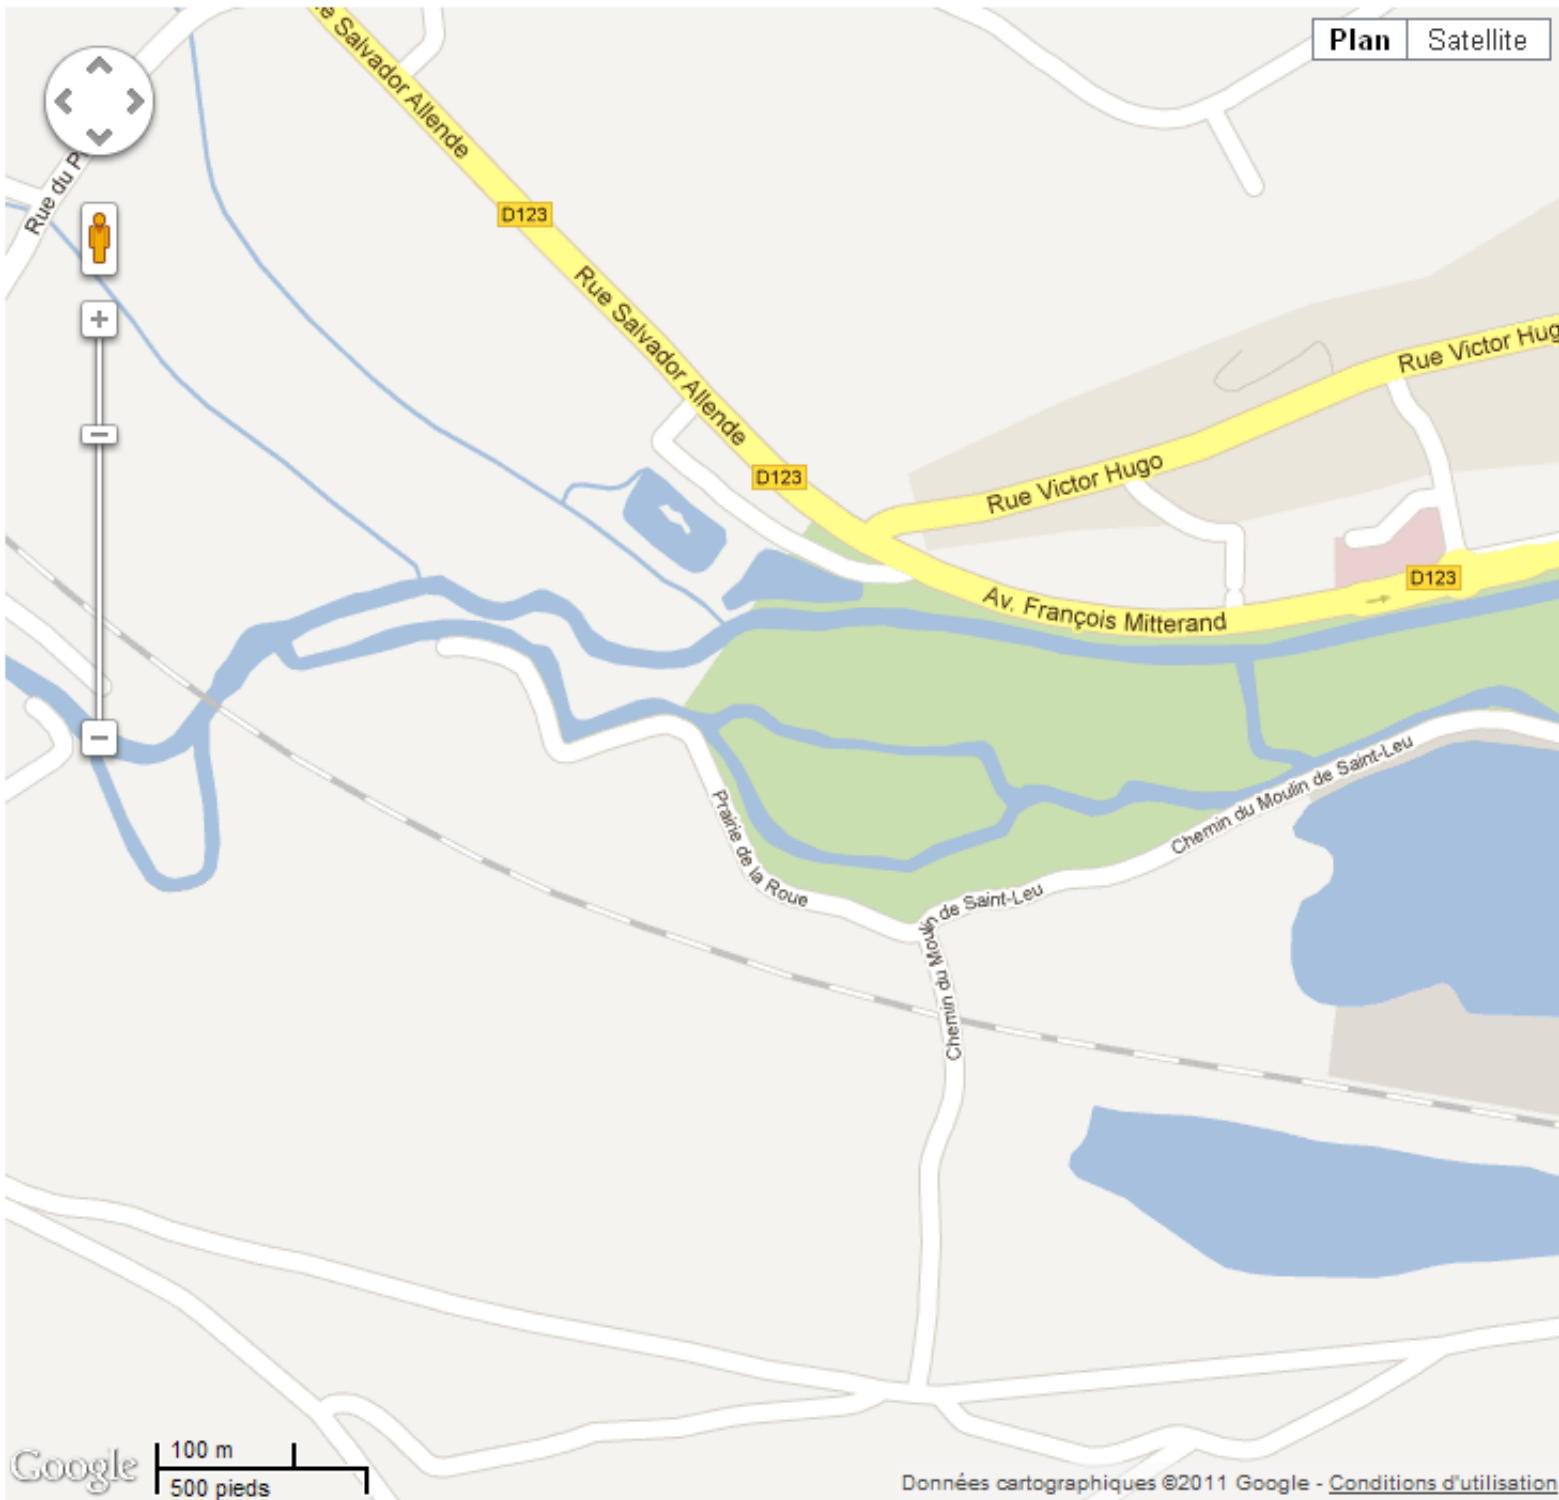 Plan
Satellite
e Salvador Allende
Rue du P
D123
Rue Salvador Allende
Rue Victor Hug
D123
Rue Victor Hugo
D123
Av. François Mitterand
Chemin du Moulin de Saint-Leu
Prairie de la Roue
Chemin du Moulin de Saint-Leu
Google
100 m
500 pieds
Données cartographiques ©2011 Google - Conditions d'utilisation